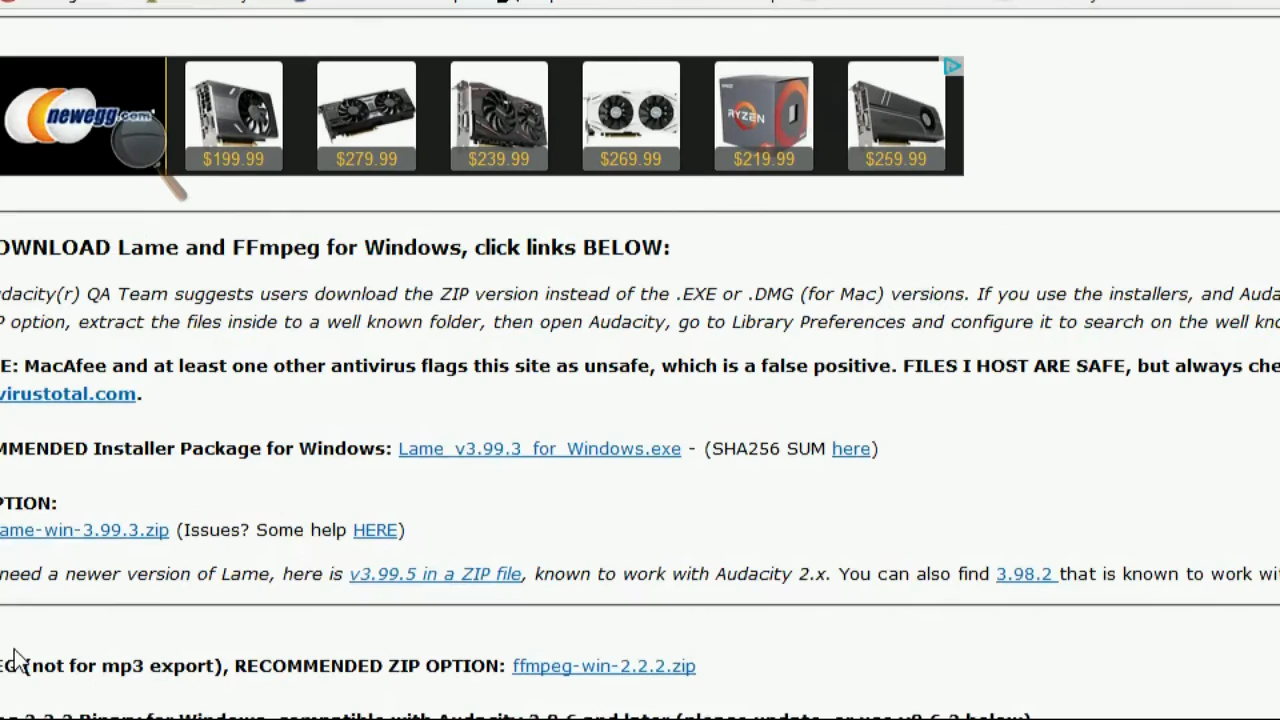 newegg.com
$199.99
$279.99
$239.99
$269.99
RYZEN
$219.99
$259.99
OWNLOAD Lame and FFmpeg for Windows, click links BELOW:
dacity(r) QA Team suggests users download the ZIP version instead of the .EXE or .DMG (for Mac) versions. If you use the installers, and Auda
P option, extract the files inside to a well known folder, then open Audacity, go to Library Preferences and configure it to search on the well kno
E: MacAfee and at least one other antivirus flags this site as unsafe, which is a false positive. FILES I HOST ARE SAFE, but always che
virustotal.com.
MMENDED Installer Package for Windows: Lame_v3.99.3_for_Windows.exe - (SHA256 SUM here)
PTION:
ame-win-3.99.3.zip (Issues? Some help HERE)
need a newer version of Lame, here is v3.99.5 in a ZIP file, known to work with Audacity 2.x. You can also find 3.98.2 that is known to work wi
(not for mp3 export), RECOMMENDED ZIP OPTION: ffmpeg-win-2.2.2.zip